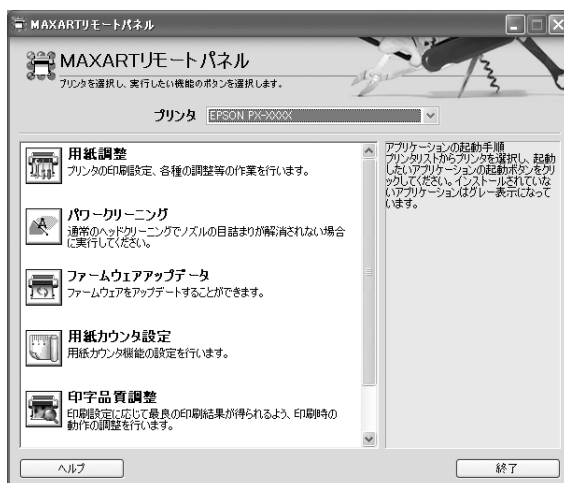 MAXARTリモートパネル
MAXARTリモートパネル
プリンタを選択し、実行したい機能のボタンを選択します。
プリンタ EPSON PX-XXXX
用紙調整
プリンタの印刷設定、各種の調整等の作業を行います。
パワークリーニング
通常のヘッドクリーニングでノズルの目詰まりが解消されない場合
に実行してください。
ファームウェアアップデータ
ファームウェアをアップデートすることができます。
用紙カウンタ設定
用紙カウンタ機能の設定を行います。
印字品質調整
印刷設定に応じて最良の印刷結果が得られるよう、印刷時の
動作の調整を行います。
アプリケーションの起動手順
プリンタリストからプリンタを選択し、起動
したいアプリケーションの起動ボタンをクリ
ックしてください。インストールされていな
いアプリケーションはグレー表示になって
います。
ヘルプ
終了